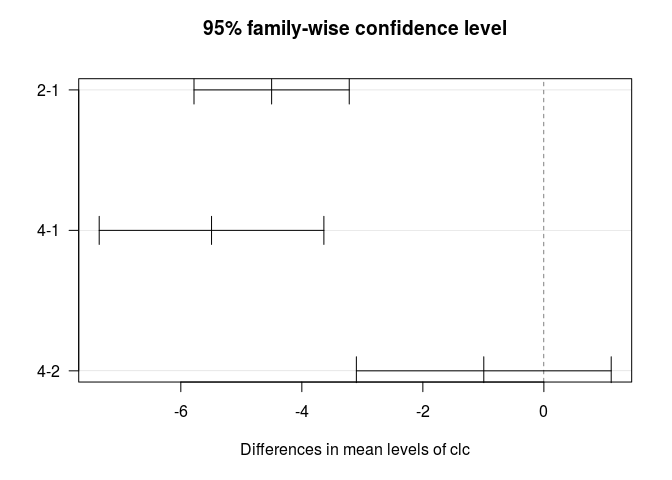 95% family-wise confidence level
2-1
4-1
4-2
-6 -4 -2 0
Differences in mean levels of clc